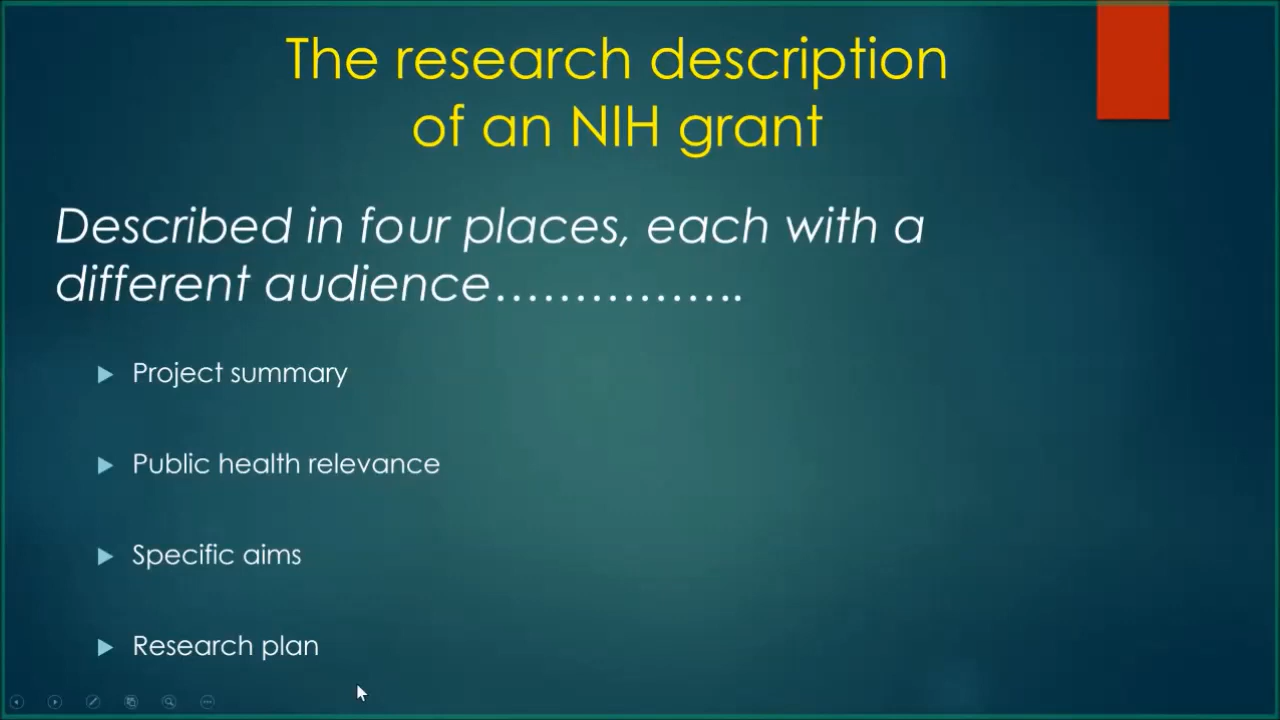 The research description
of an NIH grant
Described in four places, each with a
different audience…………….
Project summary
Public health relevance
Specific aims
Research plan